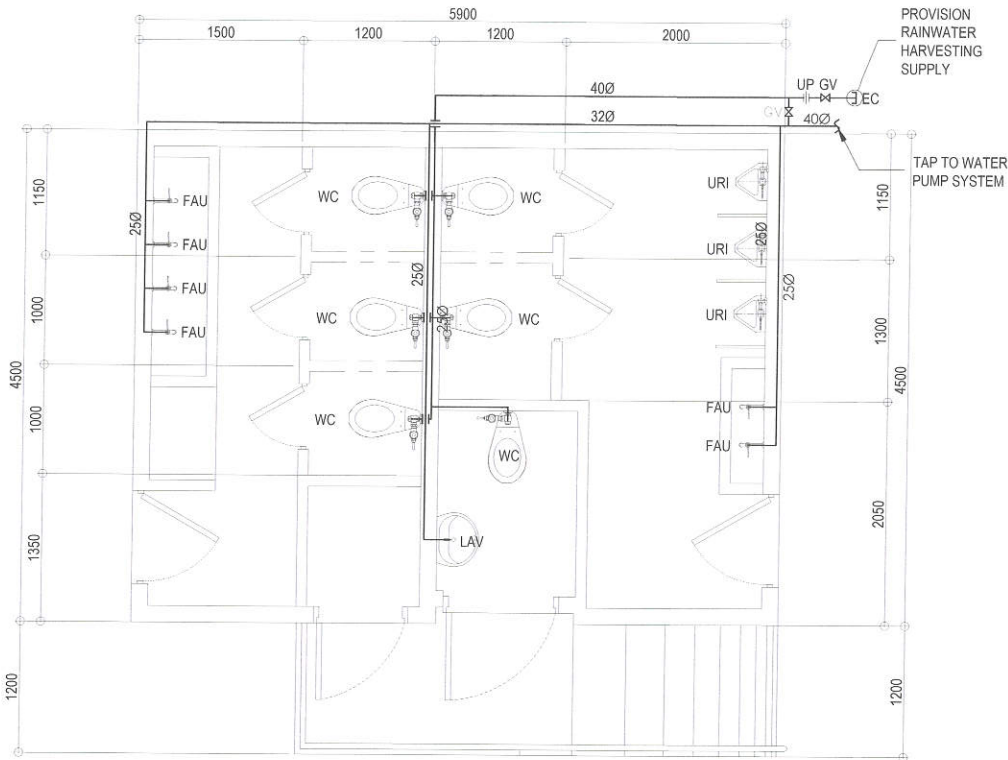 5900
1500
1200
1200
2000
PROVISION
RAINWATER
HARVESTING
SUPPLY
40Ø
UP GV
EC
GV
32Ø
40Ø
TAP TO WATER
PUMP SYSTEM
1150
1150
WC
WC
URI
FAU
25Ø
FAU
25Ø
URI
25Ø
25Ø
FAU
1000
WC
WC
URI
1300
FAU
25Ø
4500
4500
1000
WC
FAU
FAU
WC
2050
1350
LAV
1200
1200